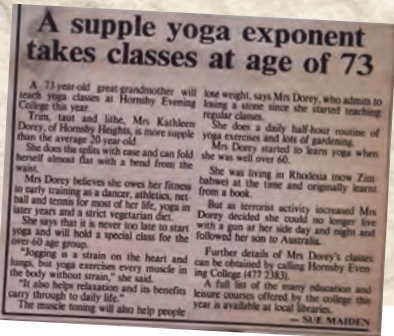 A supple yoga exponent
takes classes at age of 73
A 73-year-old great-grandmother will
teach yoga classes at Hornsby Evening
College this year.
Trim, taut and lithe, Mrs Kathleen
Dorey, of Hornsby Heights, is more supple
than the average 20-year-old.
She does the splits with ease and can fold
herself almost flat with a bend from the
waist.
Mrs Dorey believes she owes her fitness
to early training as a dancer, athletics, net-
ball and tennis for most of her life, yoga in
later years and a strict vegetarian diet.
She says that it is never too late to start
yoga and will hold a special class for the
over-60 age group.
"Jogging is a strain on the heart and
lungs, but yoga exercises every muscle in
the body without strain," she said.
"It also helps relaxation and its benefits
carry through to daily life."
The muscle toning will also help people
lose weight, says Mrs Dorey, who admits to
losing a stone since she started teaching
regular classes.
She does a daily half-hour routine of
yoga exercises and lots of gardening.
Mrs Dorey started to learn yoga when
she was well over 60.
She was living in Rhodesia (now Zim-
babwe) at the time and originally learnt
from a book.
But as terrorist activity increased Mrs
Dorey decided she could no longer live
with a gun at her side day and night and
followed her son to Australia.
Further details of Mrs Dorey's classes
can be obtained by calling Hornsby Even-
ing College (477 2383).
A full list of the many education and
leisure courses offered by the college this
year is available at local libraries.
— SUE MAIDEN